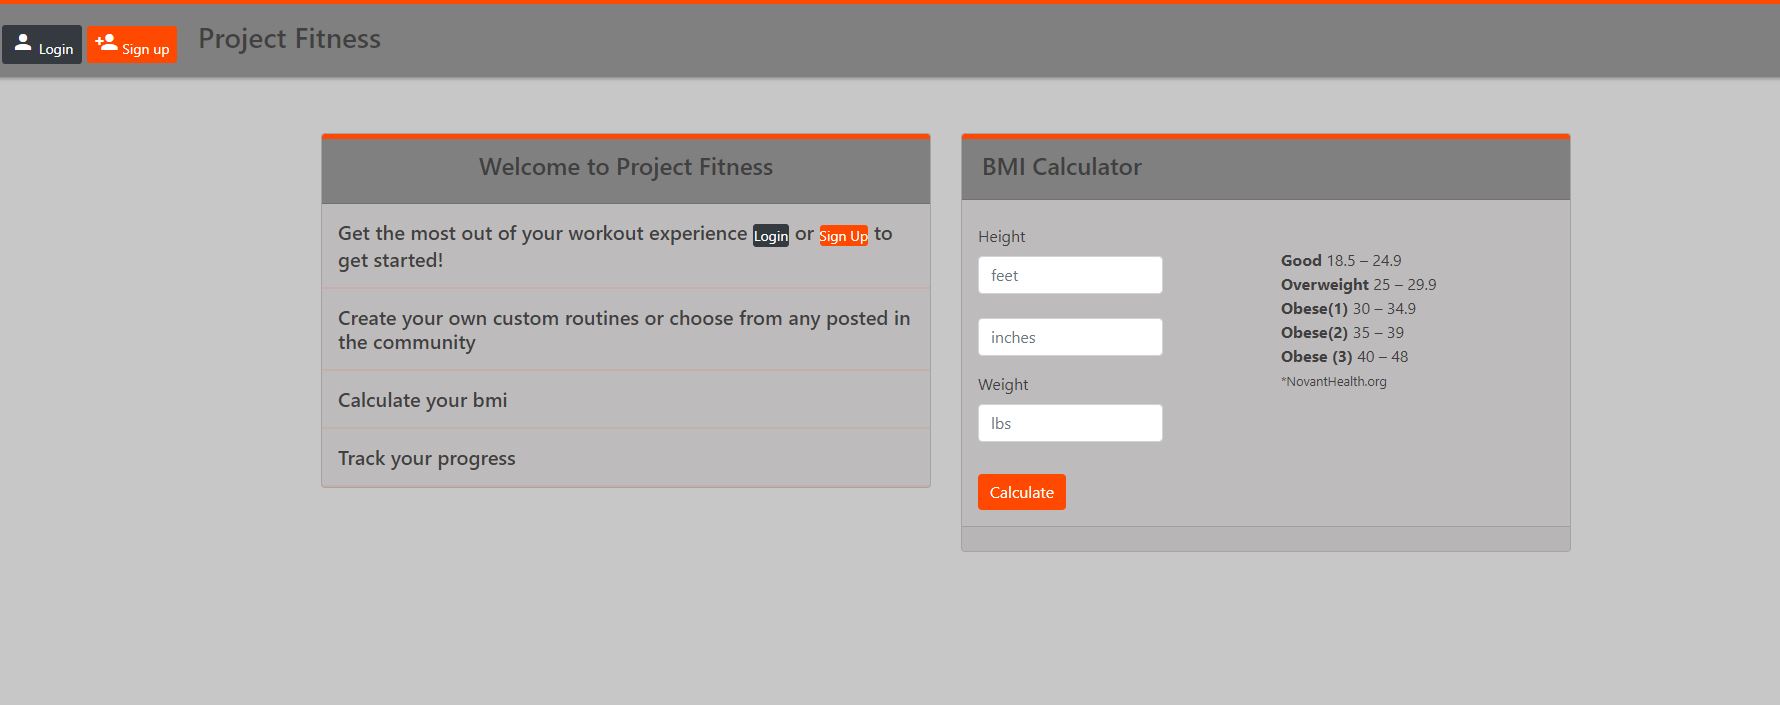 Login
Sign up
Project Fitness
Welcome to Project Fitness
Get the most out of your workout experience Login or Sign Up to
get started!
Create your own custom routines or choose from any posted in
the community
Calculate your bmi
Track your progress
BMI Calculator
Height
feet
inches
Weight
lbs
Calculate
Good 18.5 – 24.9
Overweight 25 – 29.9
Obese(1) 30 – 34.9
Obese(2) 35 – 39
Obese (3) 40 – 48
*NovantHealth.org